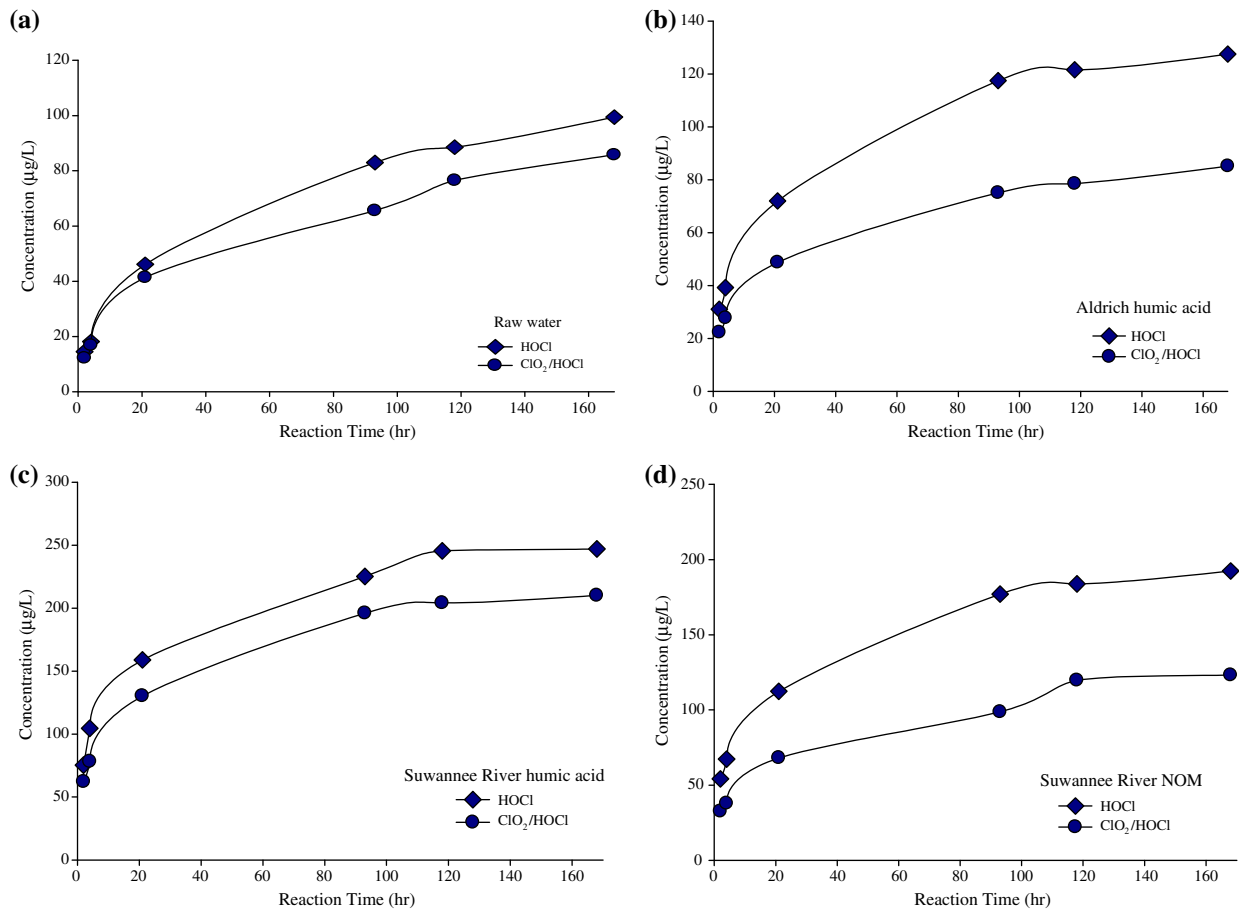 (a)
120
100
80
60
40
20
0
Concentration (µg/L)
0 20 40 60 80 100 120 140 160
Reaction Time (hr)
Raw water
HOCl
ClO₂/HOCl
(b)
140
120
100
80
60
40
20
0
Concentration (µg/L)
0 20 40 60 80 100 120 140 160
Reaction Time (hr)
Aldrich humic acid
HOCl
ClO₂/HOCl
(c)
300
250
200
150
100
50
0
Concentration (µg/L)
0 20 40 60 80 100 120 140 160
Reaction Time (hr)
Suwannee River humic acid
HOCl
ClO₂/HOCl
(d)
250
200
150
100
50
0
Concentration (µg/L)
0 20 40 60 80 100 120 140 160
Reaction Time (hr)
Suwannee River NOM
HOCl
ClO₂/HOCl